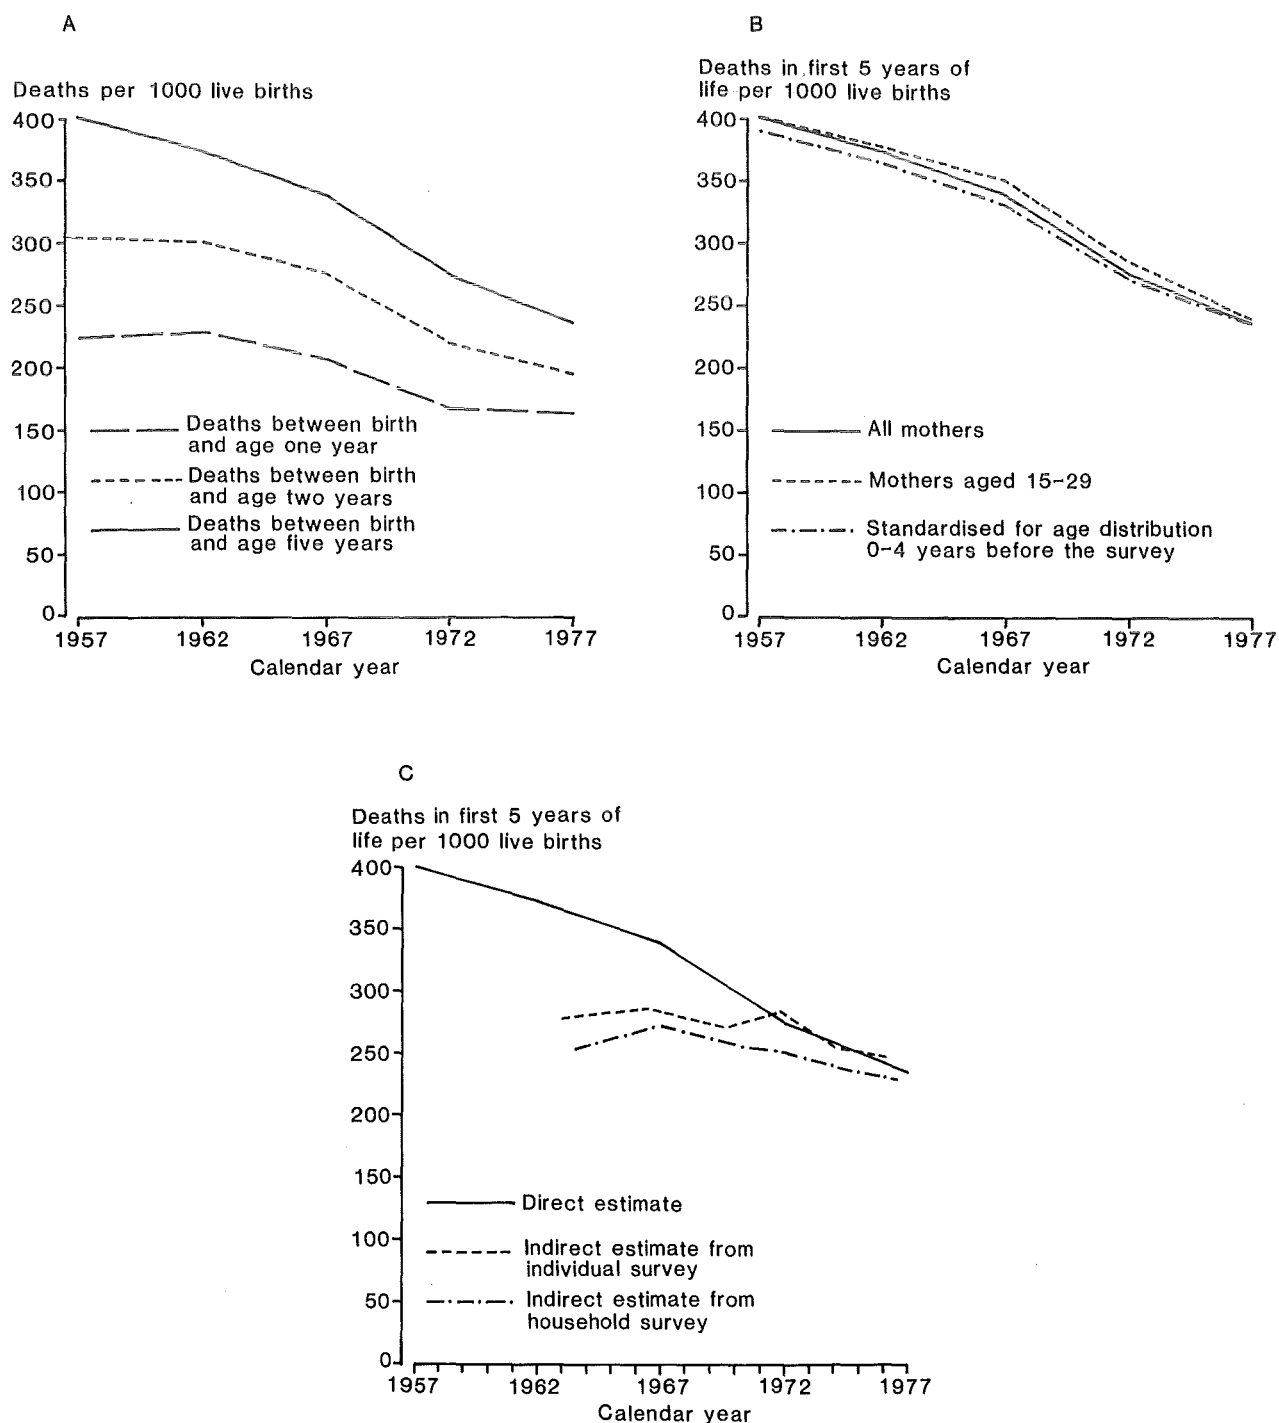 A
Deaths per 1000 live births
400
350
300
250
200
150
100
50
0
Deaths between birth
and age one year
Deaths between birth
and age two years
Deaths between birth
and age five years
1957 1962 1967 1972 1977
Calendar year
B
Deaths in first 5 years of
life per 1000 live births
400
350
300
250
200
150
100
50
0
All mothers
Mothers aged 15-29
Standardised for age distribution
0-4 years before the survey
1957 1962 1967 1972 1977
Calendar year
C
Deaths in first 5 years of
life per 1000 live births
400
350
300
250
200
150
100
50
0
Direct estimate
Indirect estimate from
individual survey
Indirect estimate from
household survey
1957 1962 1967 1972 1977
Calendar year